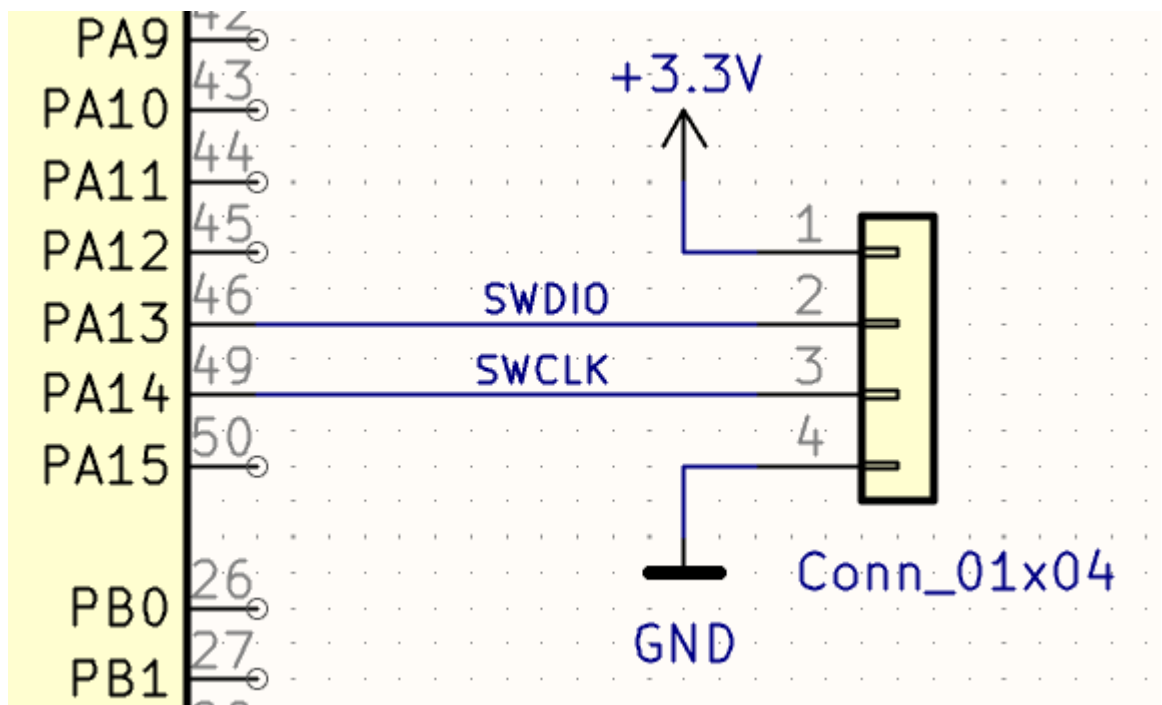 PA9 42
PA10 43
PA11 44
PA12 45
PA13 46
PA14 49
PA15 50
PB0 26
PB1 27
+3.3V
1
SWDIO 2
SWCLK 3
4
Conn_01x04
GND